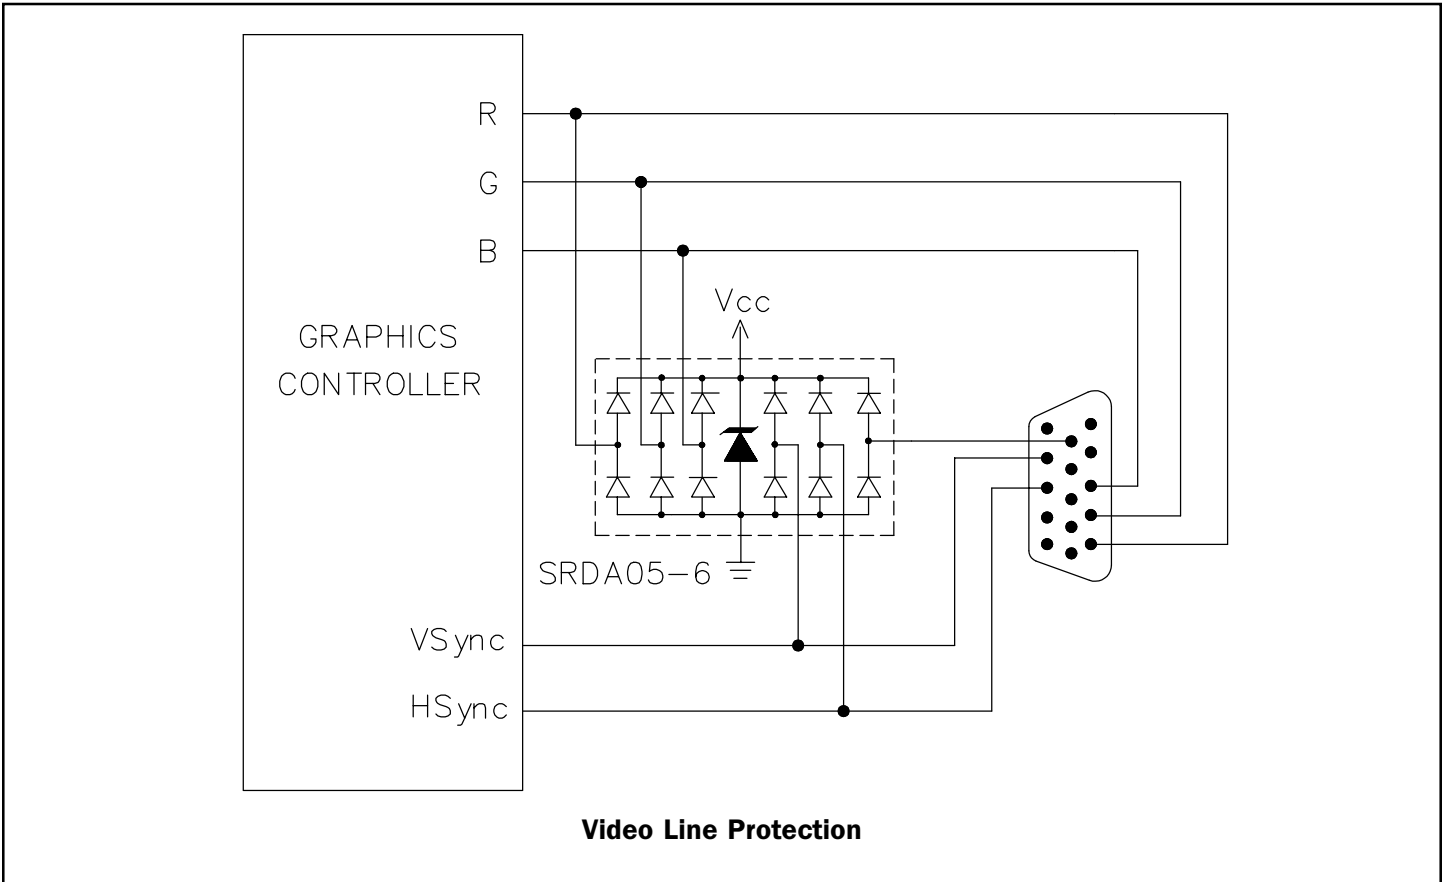 R
G
B
Vcc
GRAPHICS
CONTROLLER
SRDA05-6
VSync
HSync
Video Line Protection